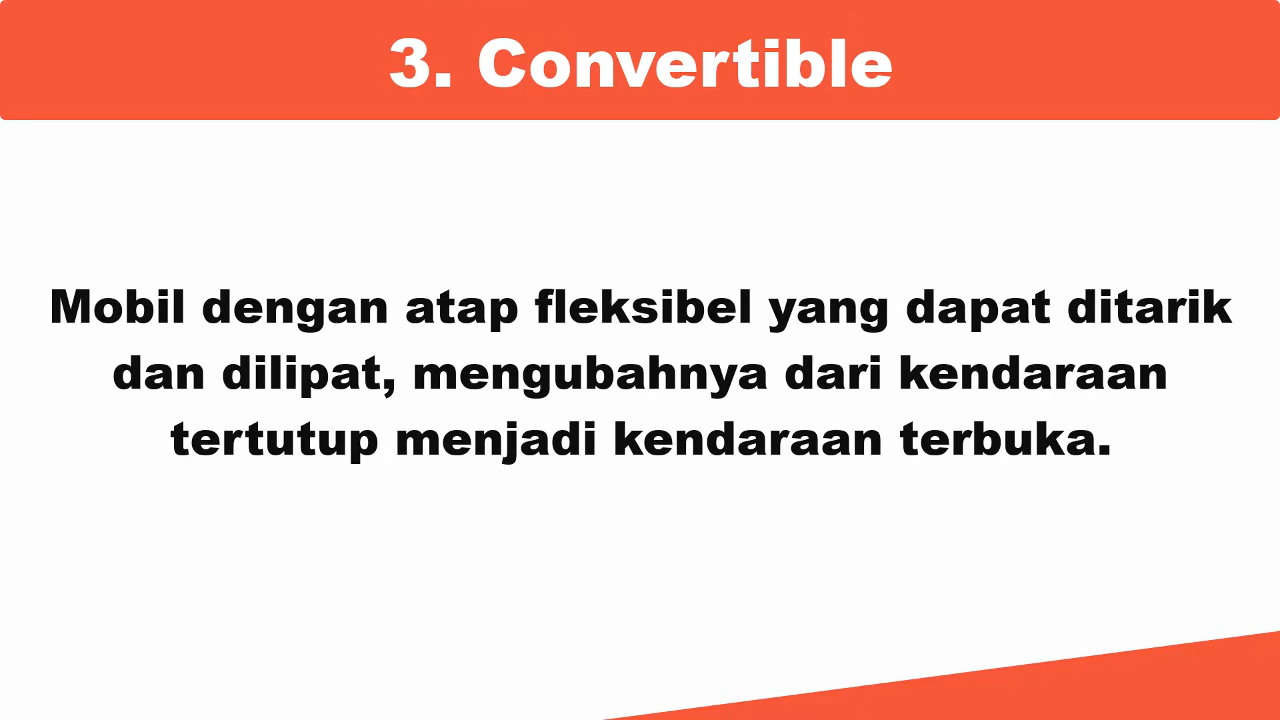 3. Convertible
Mobil dengan atap fleksibel yang dapat ditarik
dan dilipat, mengubahnya dari kendaraan
tertutup menjadi kendaraan terbuka.